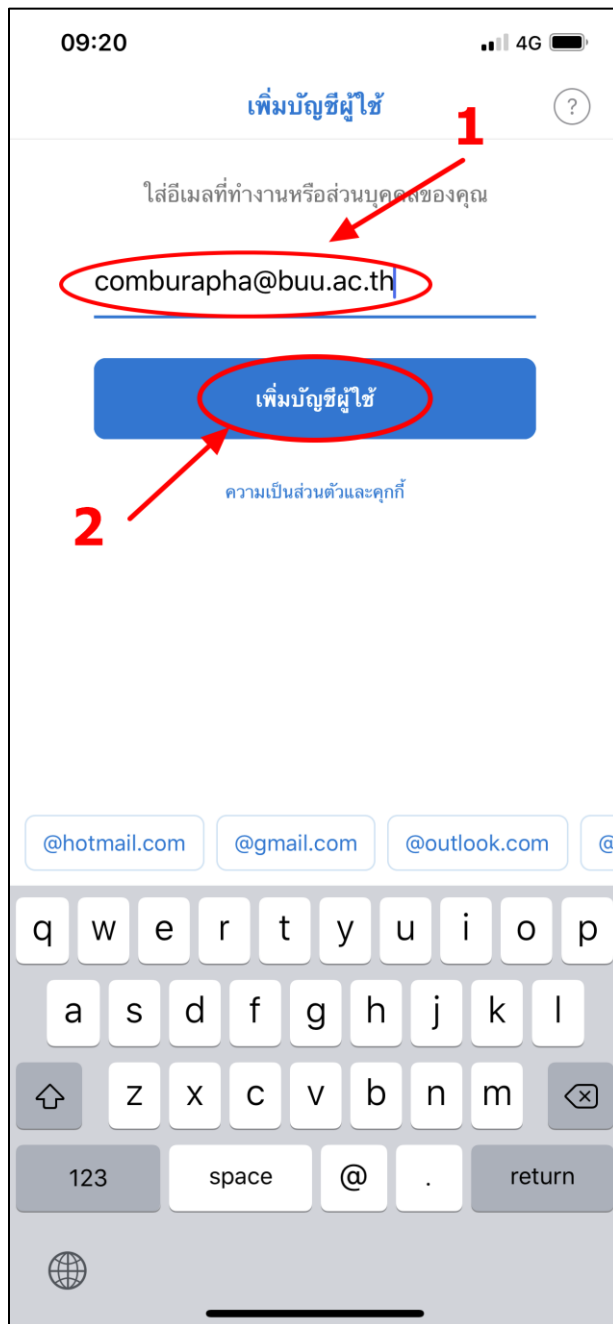 09:20 4G
เพิ่มบัญชีผู้ใช้ ?
1
ใส่อีเมลที่ทำงานหรือส่วนบุคคลของคุณ
comburapha@buu.ac.th
เพิ่มบัญชีผู้ใช้
ความเป็นส่วนตัวและคุกกี้
2
@hotmail.com @gmail.com @outlook.com @
q w e r t y u i o p
a s d f g h j k l
z x c v b n m
123 space @ . return